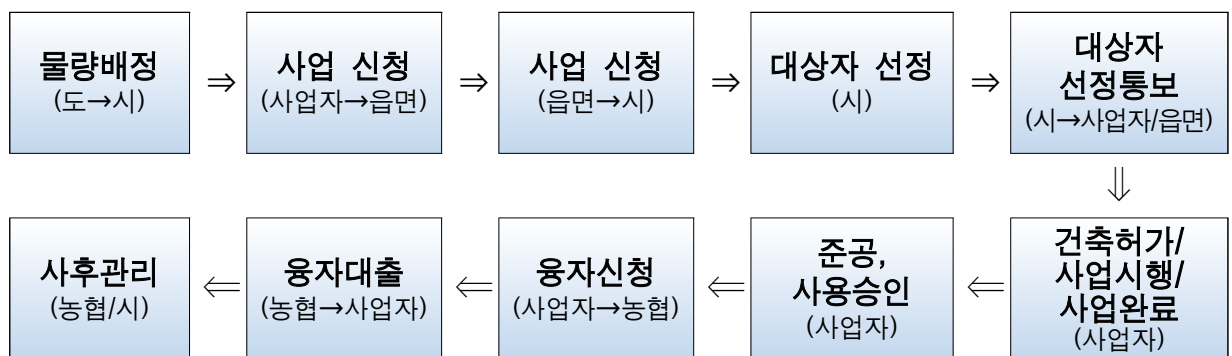 물량배정
(도→시)
⇒
사업 신청
(사업자→읍면)
⇒
사업 신청
(읍면→시)
⇒
대상자 선정
(시)
⇒
대상자
선정통보
(시→사업자/읍면)
⇓
건축허가/
사업시행/
사업완료
(사업자)
⇐
준공,
사용승인
(사업자)
⇐
융자신청
(사업자→농협)
⇐
융자대출
(농협→사업자)
⇐
사후관리
(농협/시)